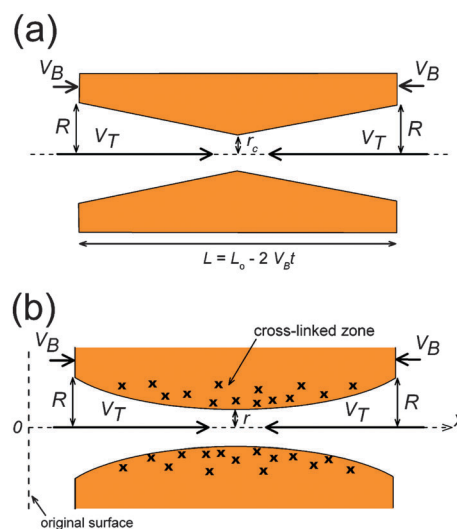 (a)
V_B V_B
R V_T r_c V_T R
L = L_o - 2 V_B t
(b)
V_B cross-linked zone V_B
R V_T r V_T R
0
original surface